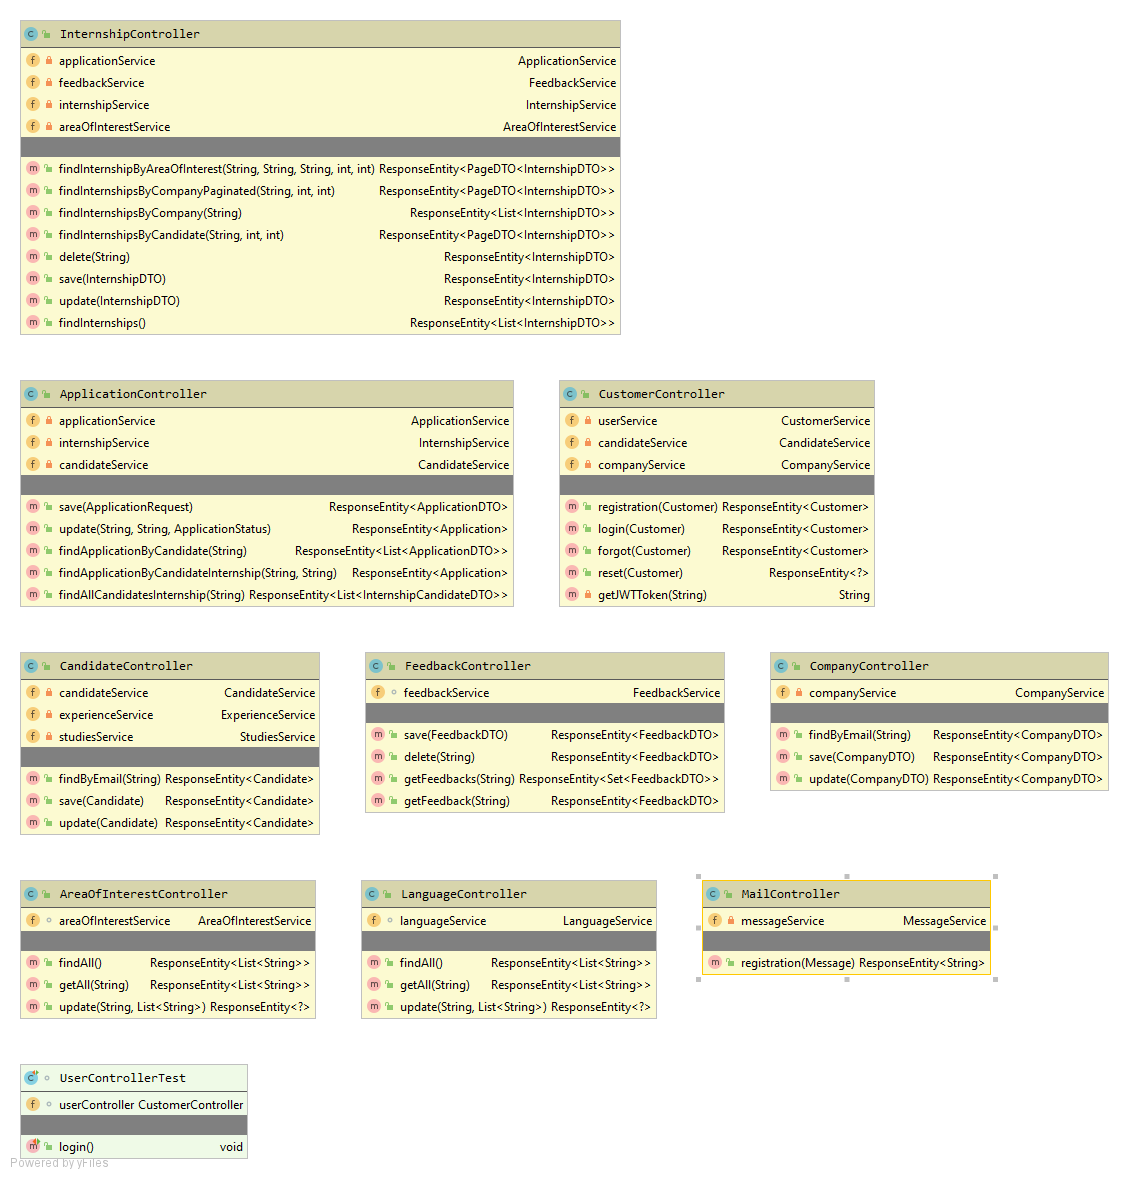 InternshipController
applicationService ApplicationService
feedbackService FeedbackService
internshipService InternshipService
areaOfInterestService AreaOfInterestService
findInternshipByAreaOfInterest(String, String, String, int, int) ResponseEntity<PageDTO<InternshipDTO>>
findInternshipsByCompanyPaginated(String, int, int) ResponseEntity<PageDTO<InternshipDTO>>
findInternshipsByCompany(String) ResponseEntity<List<InternshipDTO>>
findInternshipsByCandidate(String, int, int) ResponseEntity<PageDTO<InternshipDTO>>
delete(String) ResponseEntity<InternshipDTO>
save(InternshipDTO) ResponseEntity<InternshipDTO>
update(InternshipDTO) ResponseEntity<InternshipDTO>
findInternships() ResponseEntity<List<InternshipDTO>>
ApplicationController
applicationService ApplicationService
internshipService InternshipService
candidateService CandidateService
save(ApplicationRequest) ResponseEntity<ApplicationDTO>
update(String, String, ApplicationStatus) ResponseEntity<Application>
findApplicationByCandidate(String) ResponseEntity<List<ApplicationDTO>>
findApplicationByCandidateInternship(String, String) ResponseEntity<Application>
findAllCandidatesInternship(String) ResponseEntity<List<InternshipCandidateDTO>>
CustomerController
userService CustomerService
candidateService CandidateService
companyService CompanyService
registration(Customer) ResponseEntity<Customer>
login(Customer) ResponseEntity<Customer>
forgot(Customer) ResponseEntity<Customer>
reset(Customer) ResponseEntity<?>
getJWTToken(String) String
CandidateController
candidateService CandidateService
experienceService ExperienceService
studiesService StudiesService
findByEmail(String) ResponseEntity<Candidate>
save(Candidate) ResponseEntity<Candidate>
update(Candidate) ResponseEntity<Candidate>
FeedbackController
feedbackService FeedbackService
save(FeedbackDTO) ResponseEntity<FeedbackDTO>
delete(String) ResponseEntity<FeedbackDTO>
getFeedbacks(String) ResponseEntity<Set<FeedbackDTO>>
getFeedback(String) ResponseEntity<FeedbackDTO>
CompanyController
companyService CompanyService
findByEmail(String) ResponseEntity<CompanyDTO>
save(CompanyDTO) ResponseEntity<CompanyDTO>
update(CompanyDTO) ResponseEntity<CompanyDTO>
AreaOfInterestController
areaOfInterestService AreaOfInterestService
findAll() ResponseEntity<List<String>>
getAll(String) ResponseEntity<List<String>>
update(String, List<String>) ResponseEntity<?>
LanguageController
languageService LanguageService
findAll() ResponseEntity<List<String>>
getAll(String) ResponseEntity<List<String>>
update(String, List<String>) ResponseEntity<?>
MailController
messageService MessageService
registration(Message) ResponseEntity<String>
UserControllerTest
userController CustomerController
login() void
Powered by yFiles